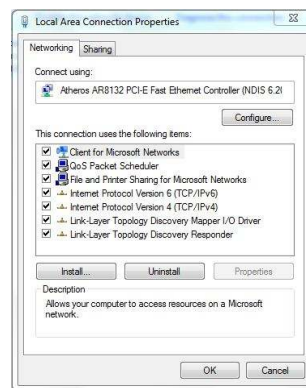 Local Area Connection Properties
Networking
Sharing
Connect using:
Atheros AR8132 PCI-E Fast Ethernet Controller (NDIS 6.2(
Configure...
This connection uses the following items:
Client for Microsoft Networks
QoS Packet Scheduler
File and Printer Sharing for Microsoft Networks
Internet Protocol Version 6 (TCP/IPv6)
Internet Protocol Version 4 (TCP/IPv4)
Link-Layer Topology Discovery Mapper I/O Driver
Link-Layer Topology Discovery Responder
Install...
Uninstall
Properties
Description
Allows your computer to access resources on a Microsoft
network.
OK
Cancel